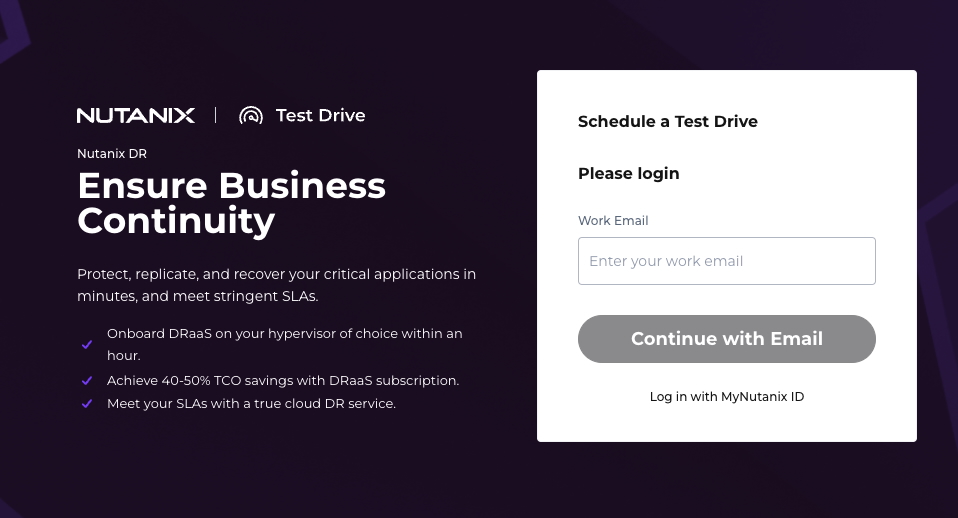 NUTANIX | Test Drive
Nutanix DR
Ensure Business
Continuity
Protect, replicate, and recover your critical applications in
minutes, and meet stringent SLAs.
Onboard DRaaS on your hypervisor of choice within an
hour.
Achieve 40-50% TCO savings with DRaaS subscription.
Meet your SLAs with a true cloud DR service.
Schedule a Test Drive
Please login
Work Email
Enter your work email
Continue with Email
Log in with MyNutanix ID